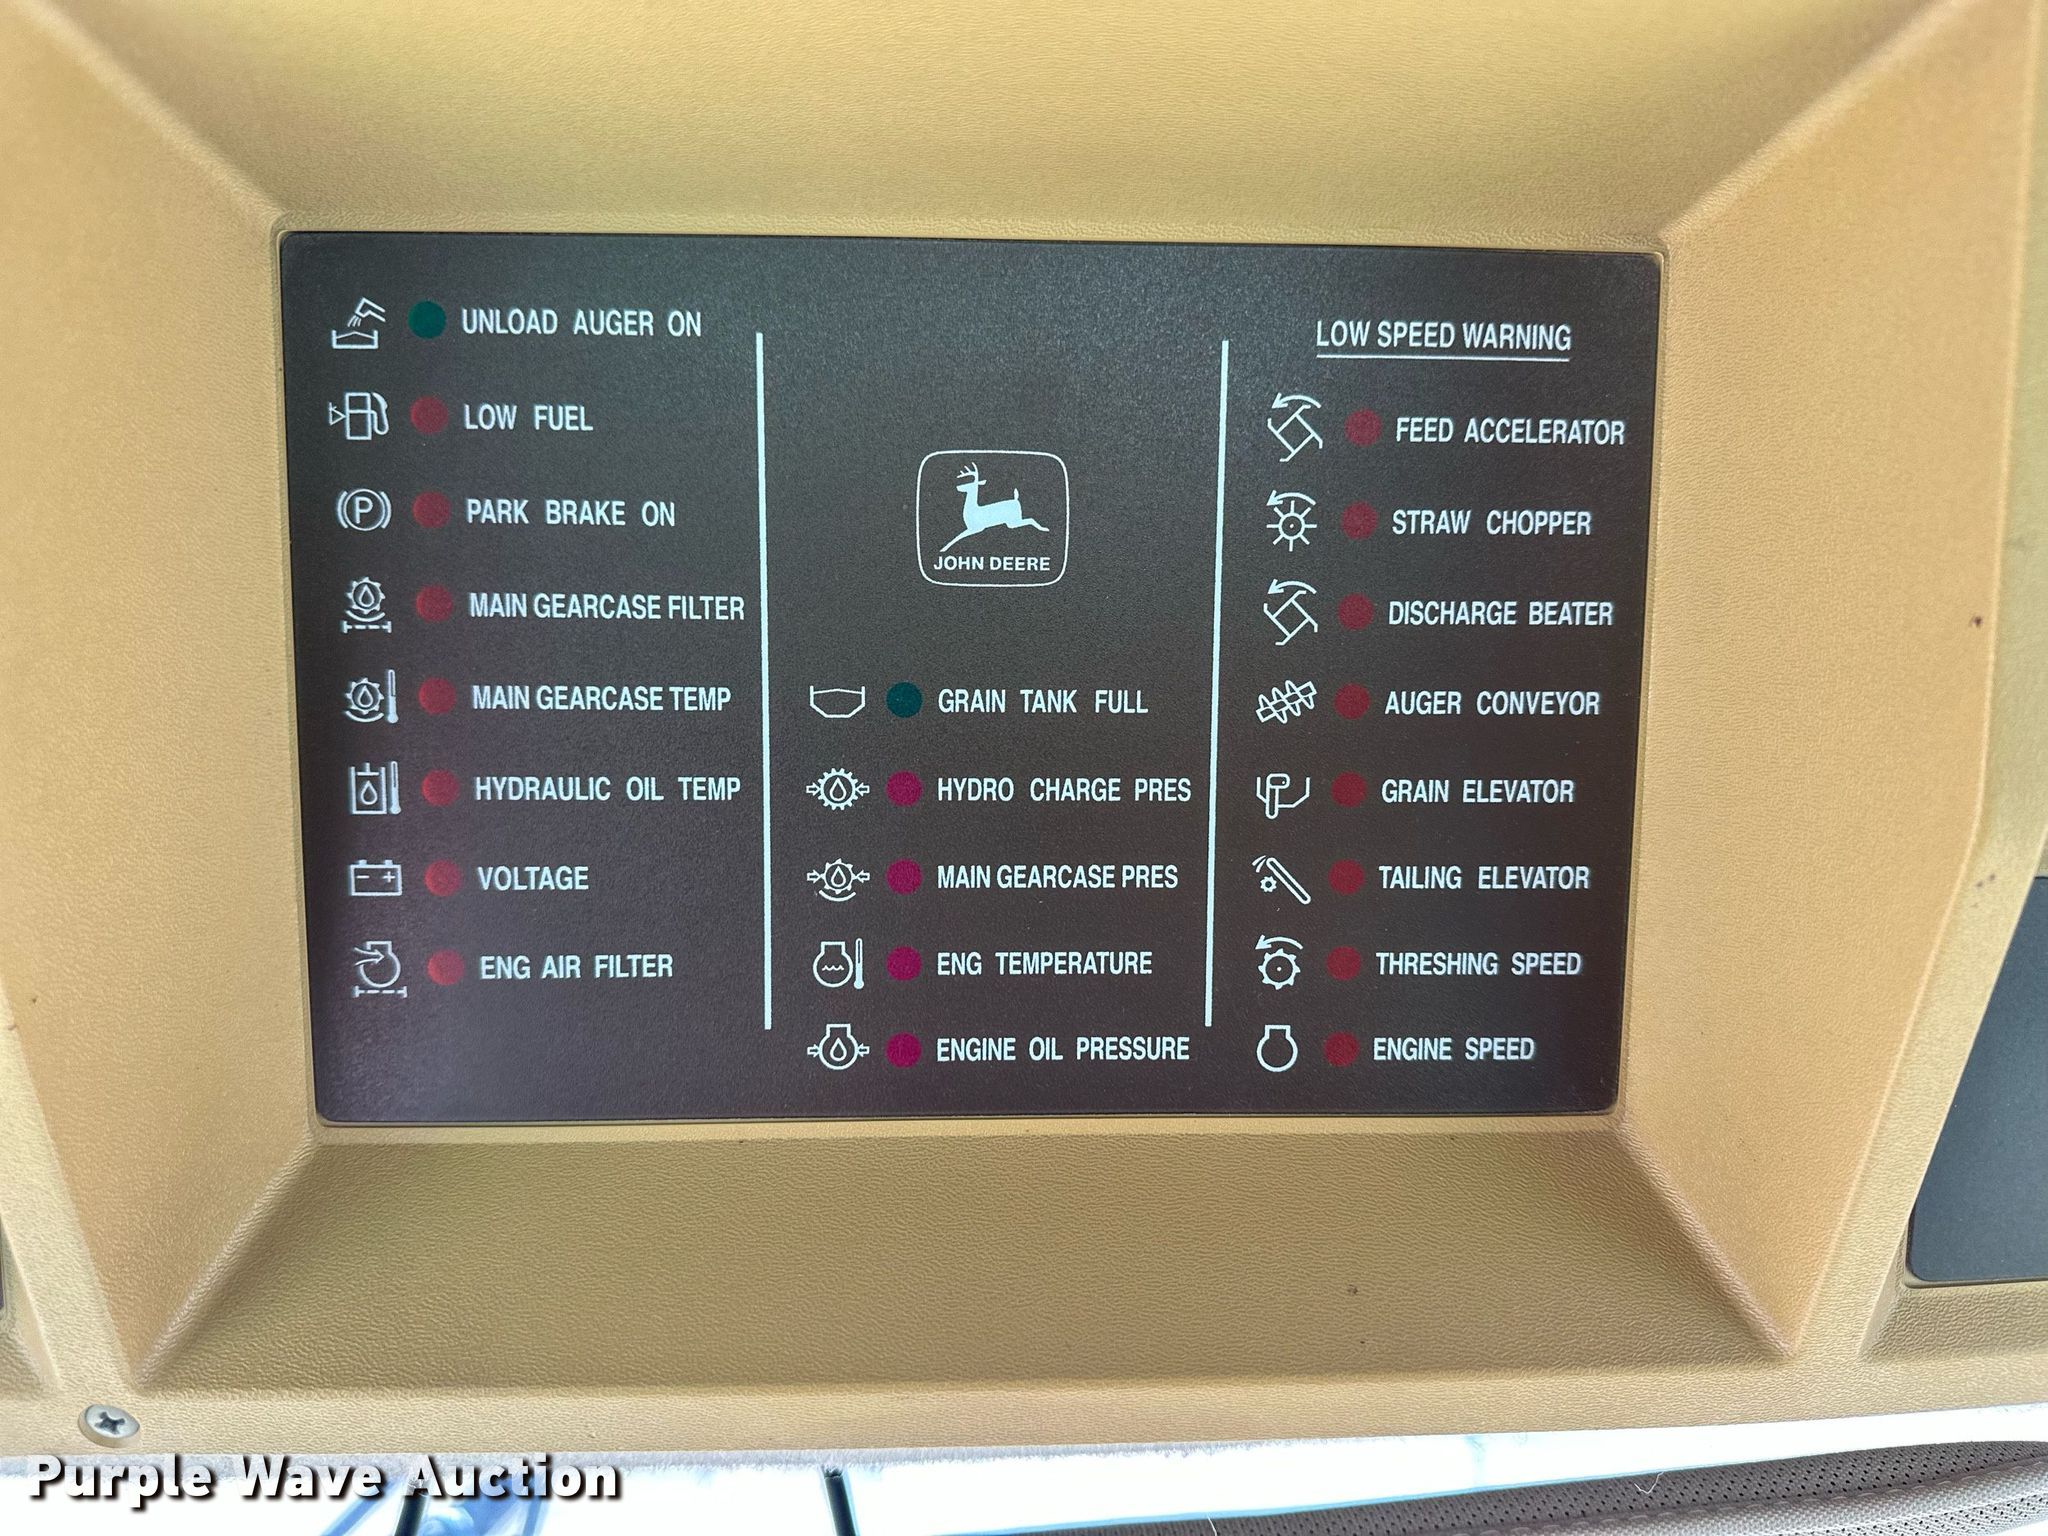 UNLOAD AUGER ON
LOW FUEL
P
PARK BRAKE ON
MAIN GEARCASE FILTER
MAIN GEARCASE TEMP
HYDRAULIC OIL TEMP
- +
VOLTAGE
ENG AIR FILTER
JOHN DEERE
GRAIN TANK FULL
HYDRO CHARGE PRES
MAIN GEARCASE PRES
ENG TEMPERATURE
ENGINE OIL PRESSURE
LOW SPEED WARNING
FEED ACCELERATOR
STRAW CHOPPER
DISCHARGE BEATER
AUGER CONVEYOR
GRAIN ELEVATOR
TAILING ELEVATOR
THRESHING SPEED
ENGINE SPEED
Purple Wave Auction